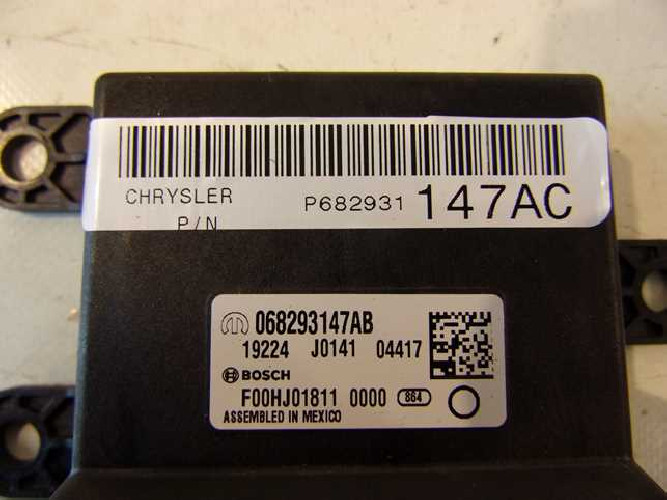 CHRYSLER P682931 147AC
P/N
068293147AB
19224 J0141 04417
BOSCH
F00HJ01811 0000 864
ASSEMBLED IN MEXICO